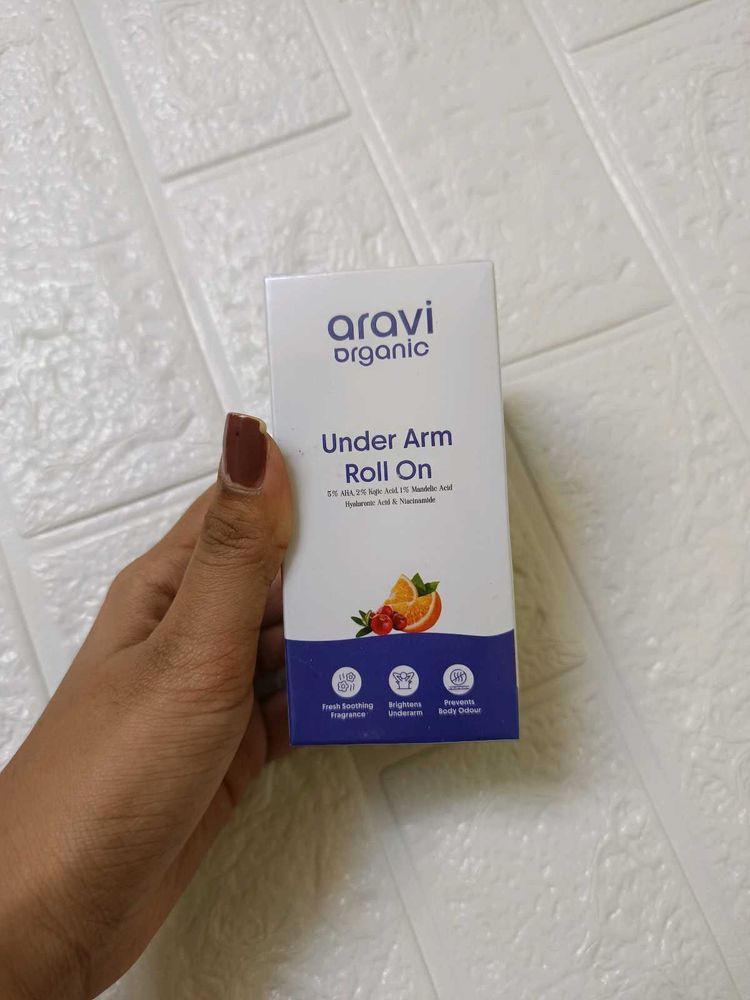 aravi
organic
Under Arm
Roll On
5% AHA, 2% Kojic Acid, 1% Mandelic Acid
Hyaluronic Acid & Niacinamide
Fresh Soothing
Fragrance
Brightens
Underarm
Prevents
Body Odour